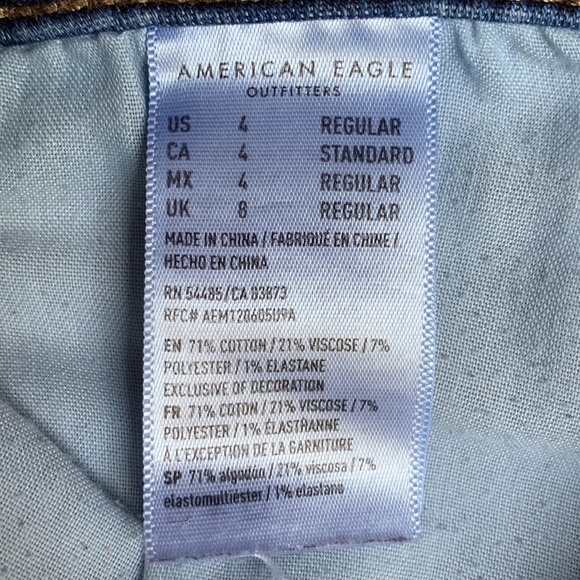 AMERICAN EAGLE
OUTFITTERS
US 4 REGULAR
CA 4 STANDARD
MX 4 REGULAR
UK 8 REGULAR
MADE IN CHINA / FABRIQUÉ EN CHINE /
HECHO EN CHINA
RN 54485/CA 03873
RFC# AEM120605U9A
EN 71% COTTON / 21% VISCOSE / 7%
POLYESTER / 1% ELASTANE
EXCLUSIVE OF DECORATION
FR 71% COTON / 21% VISCOSE / 7%
POLYESTER / 1% ÉLASTHANNE
À L'EXCEPTION DE LA GARNITURE
SP 71% algodón / 21% viscosa / 7%
elastomultiester / 1% elastano